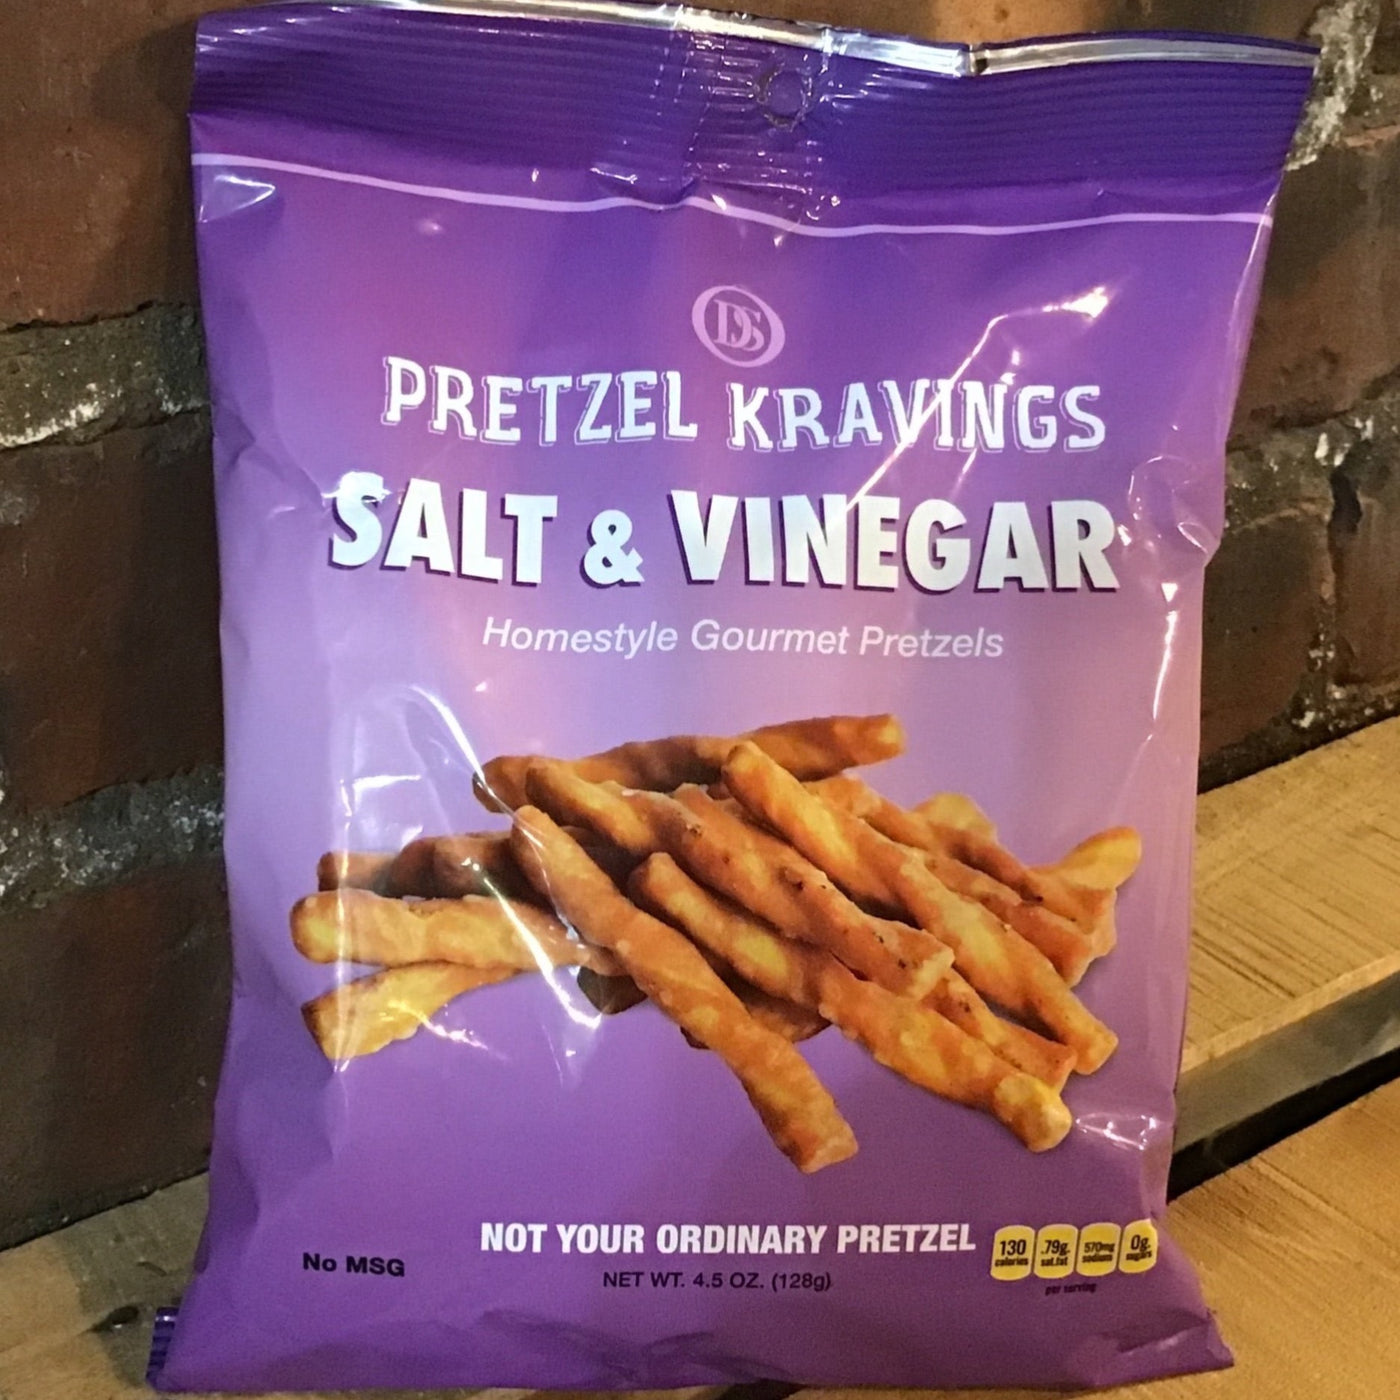 DS
PRETZEL KRAVINGS
SALT & VINEGAR
Homestyle Gourmet Pretzels
NOT YOUR ORDINARY PRETZEL
No MSG
NET WT. 4.5 OZ. (128g)
130 .79g. 570mg 0g.
calories sat.fat sodium sugars
per serving